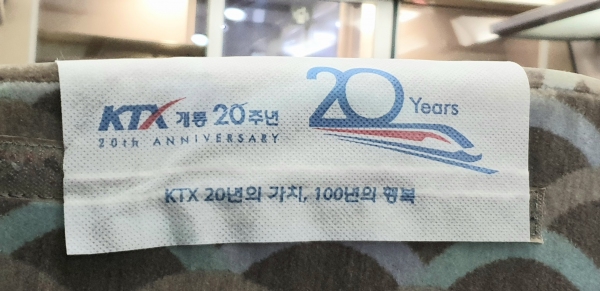 KTX 개통 20주년
20th ANNIVERSARY
20 Years
KTX 20년의 가치, 100년의 행복